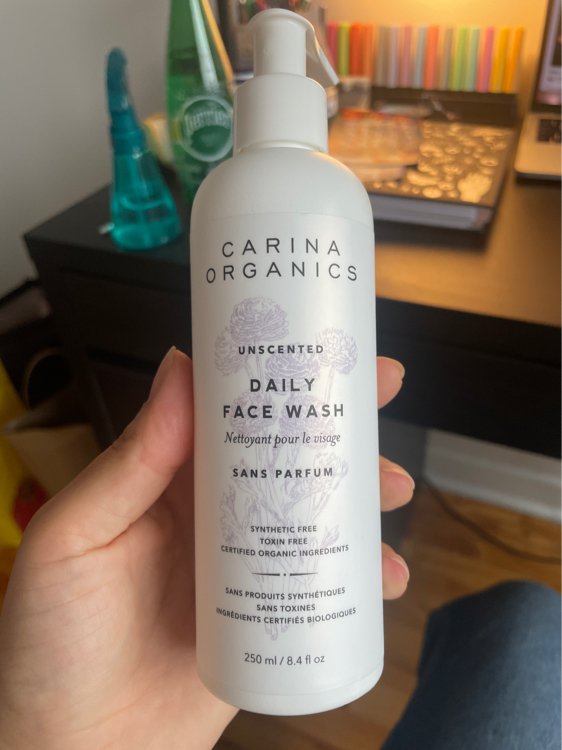 CARINA
ORGANICS
UNSCENTED
DAILY
FACE WASH
Nettoyant pour le visage
SANS PARFUM
SYNTHETIC FREE
TOXIN FREE
CERTIFIED ORGANIC INGREDIENTS
SANS PRODUITS SYNTHÉTIQUES
SANS TOXINES
INGRÉDIENTS CERTIFIÉS BIOLOGIQUES
250 ml / 8.4 fl oz
perrier